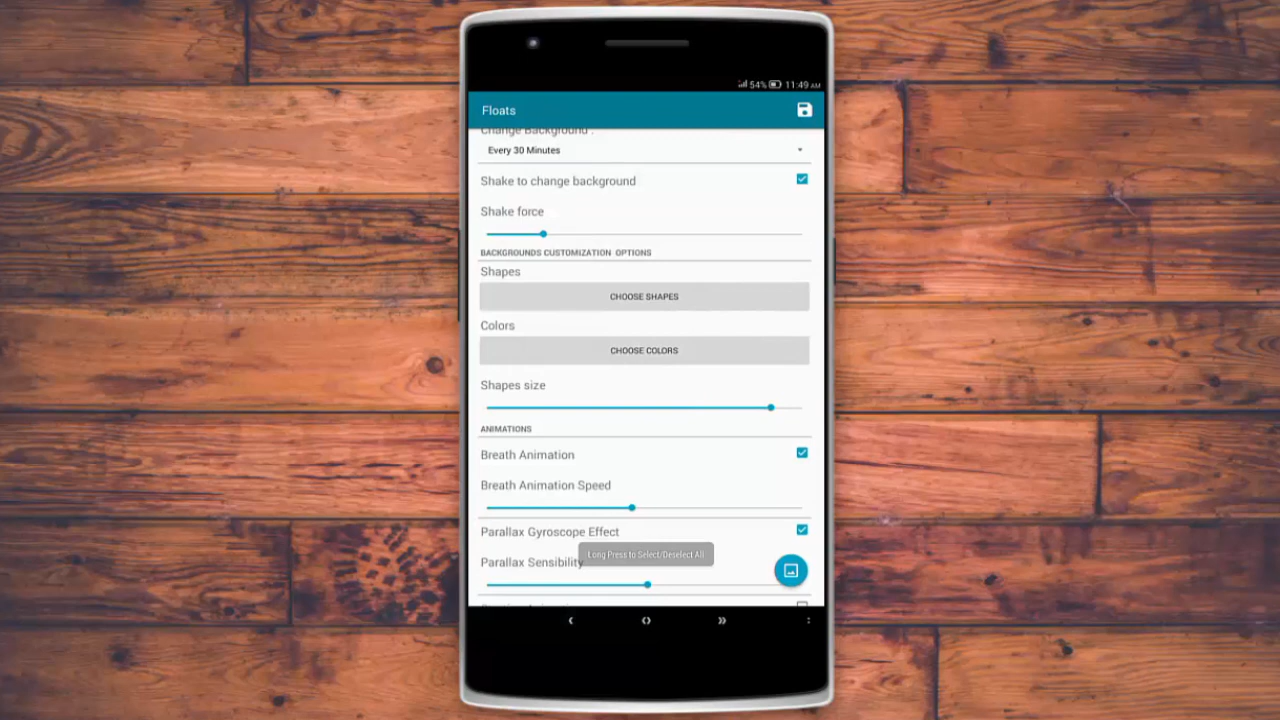 54% 11:49 AM
Floats
Change Background :
Every 30 Minutes
Shake to change background
Shake force
BACKGROUNDS CUSTOMIZATION OPTIONS
Shapes
CHOOSE SHAPES
Colors
CHOOSE COLORS
Shapes size
ANIMATIONS
Breath Animation
Breath Animation Speed
Parallax Gyroscope Effect
Long Press to Select/Deselect All
Parallax Sensibility